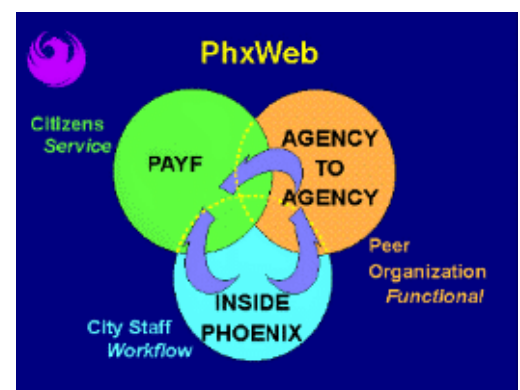 PhxWeb
Citizens
Service
PAYF
AGENCY
TO
AGENCY
Peer
Organization
Functional
INSIDE
PHOENIX
City Staff
Workflow